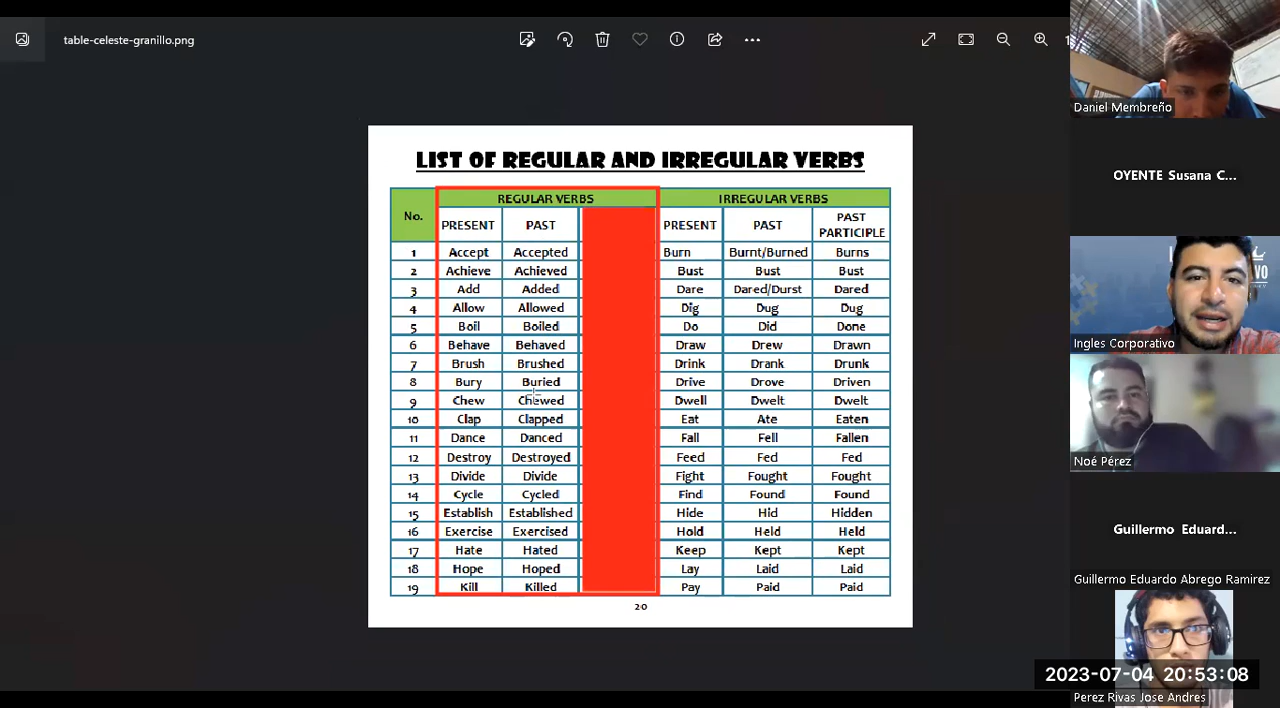 table-celeste-granillo.png
LIST OF REGULAR AND IRREGULAR VERBS
No. REGULAR VERBS IRREGULAR VERBS
PRESENT PAST PRESENT PAST PAST PARTICIPLE
1 Accept Accepted Burn Burnt/Burned Burns
2 Achieve Achieved Bust Bust Bust
3 Add Added Dare Dared/Durst Dared
4 Allow Allowed Dig Dug Dug
5 Boil Boiled Do Did Done
6 Behave Behaved Draw Drew Drawn
7 Brush Brushed Drink Drank Drunk
8 Bury Buried Drive Drove Driven
9 Chew Chewed Dwell Dwelt Dwelt
10 Clap Clapped Eat Ate Eaten
11 Dance Danced Fall Fell Fallen
12 Destroy Destroyed Feed Fed Fed
13 Divide Divide Fight Fought Fought
14 Cycle Cycled Find Found Found
15 Establish Established Hide Hid Hidden
16 Exercise Exercised Hold Held Held
17 Hate Hated Keep Kept Kept
18 Hope Hoped Lay Laid Laid
19 Kill Killed Pay Paid Paid
20
Daniel Membreño
OYENTE Susana C...
Ingles Corporativo
Noé Pérez
Guillermo Eduard...
Guillermo Eduardo Abrego Ramirez
2023-07-04 20:53:08
Perez Rivas Jose Andres